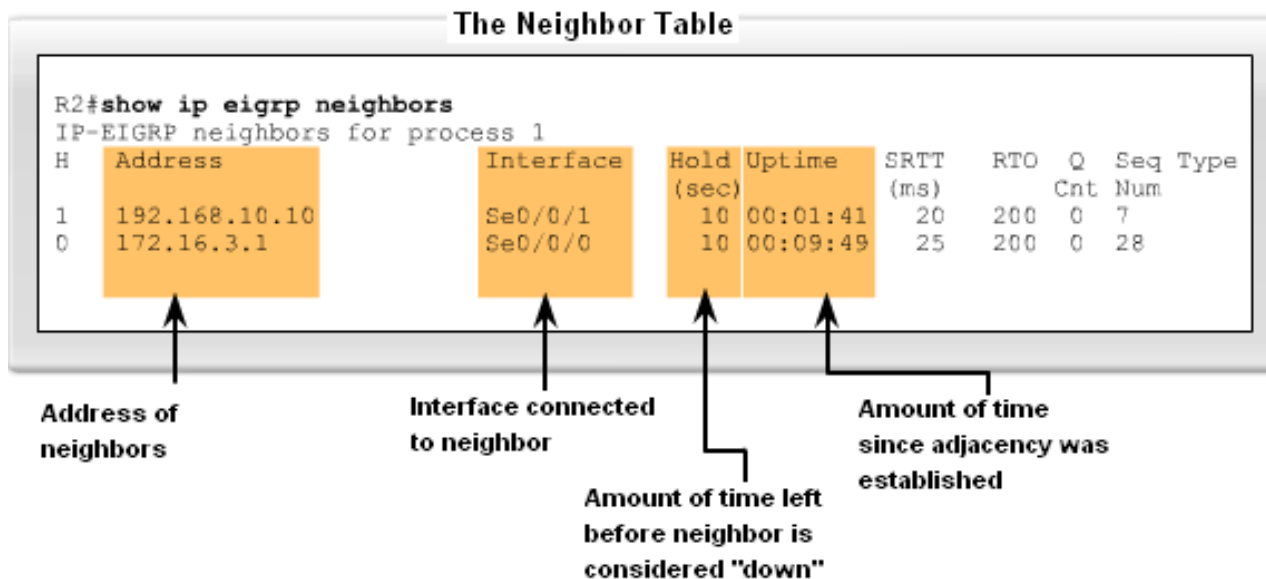 The Neighbor Table
R2#show ip eigrp neighbors
IP-EIGRP neighbors for process 1
H Address Interface Hold Uptime SRTT RTO Q Seq Type
(sec) (ms) Cnt Num
1 192.168.10.10 Se0/0/1 10 00:01:41 20 200 0 7
0 172.16.3.1 Se0/0/0 10 00:09:49 25 200 0 28
Address of
neighbors
Interface connected
to neighbor
Amount of time left
before neighbor is
considered "down"
Amount of time
since adjacency was
established